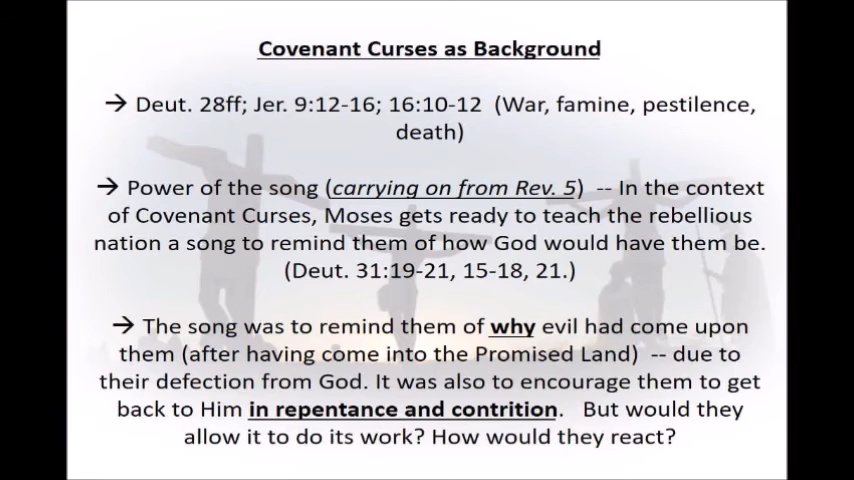 Covenant Curses as Background
→ Deut. 28ff; Jer. 9:12-16; 16:10-12 (War, famine, pestilence,
death)
→ Power of the song (carrying on from Rev. 5) -- In the context
of Covenant Curses, Moses gets ready to teach the rebellious
nation a song to remind them of how God would have them be.
(Deut. 31:19-21, 15-18, 21.)
→ The song was to remind them of why evil had come upon
them (after having come into the Promised Land) -- due to
their defection from God. It was also to encourage them to get
back to Him in repentance and contrition. But would they
allow it to do its work? How would they react?